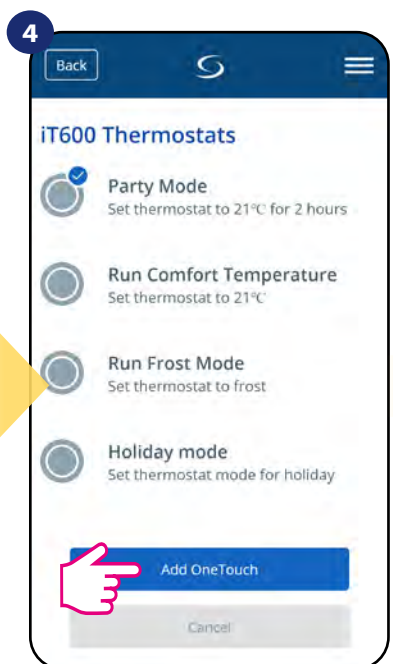 4
Back
iT600 Thermostats
Party Mode
Set thermostat to 21°C for 2 hours
Run Comfort Temperature
Set thermostat to 21°C
Run Frost Mode
Set thermostat to frost
Holiday mode
Set thermostat mode for holiday
Add OneTouch
Cancel